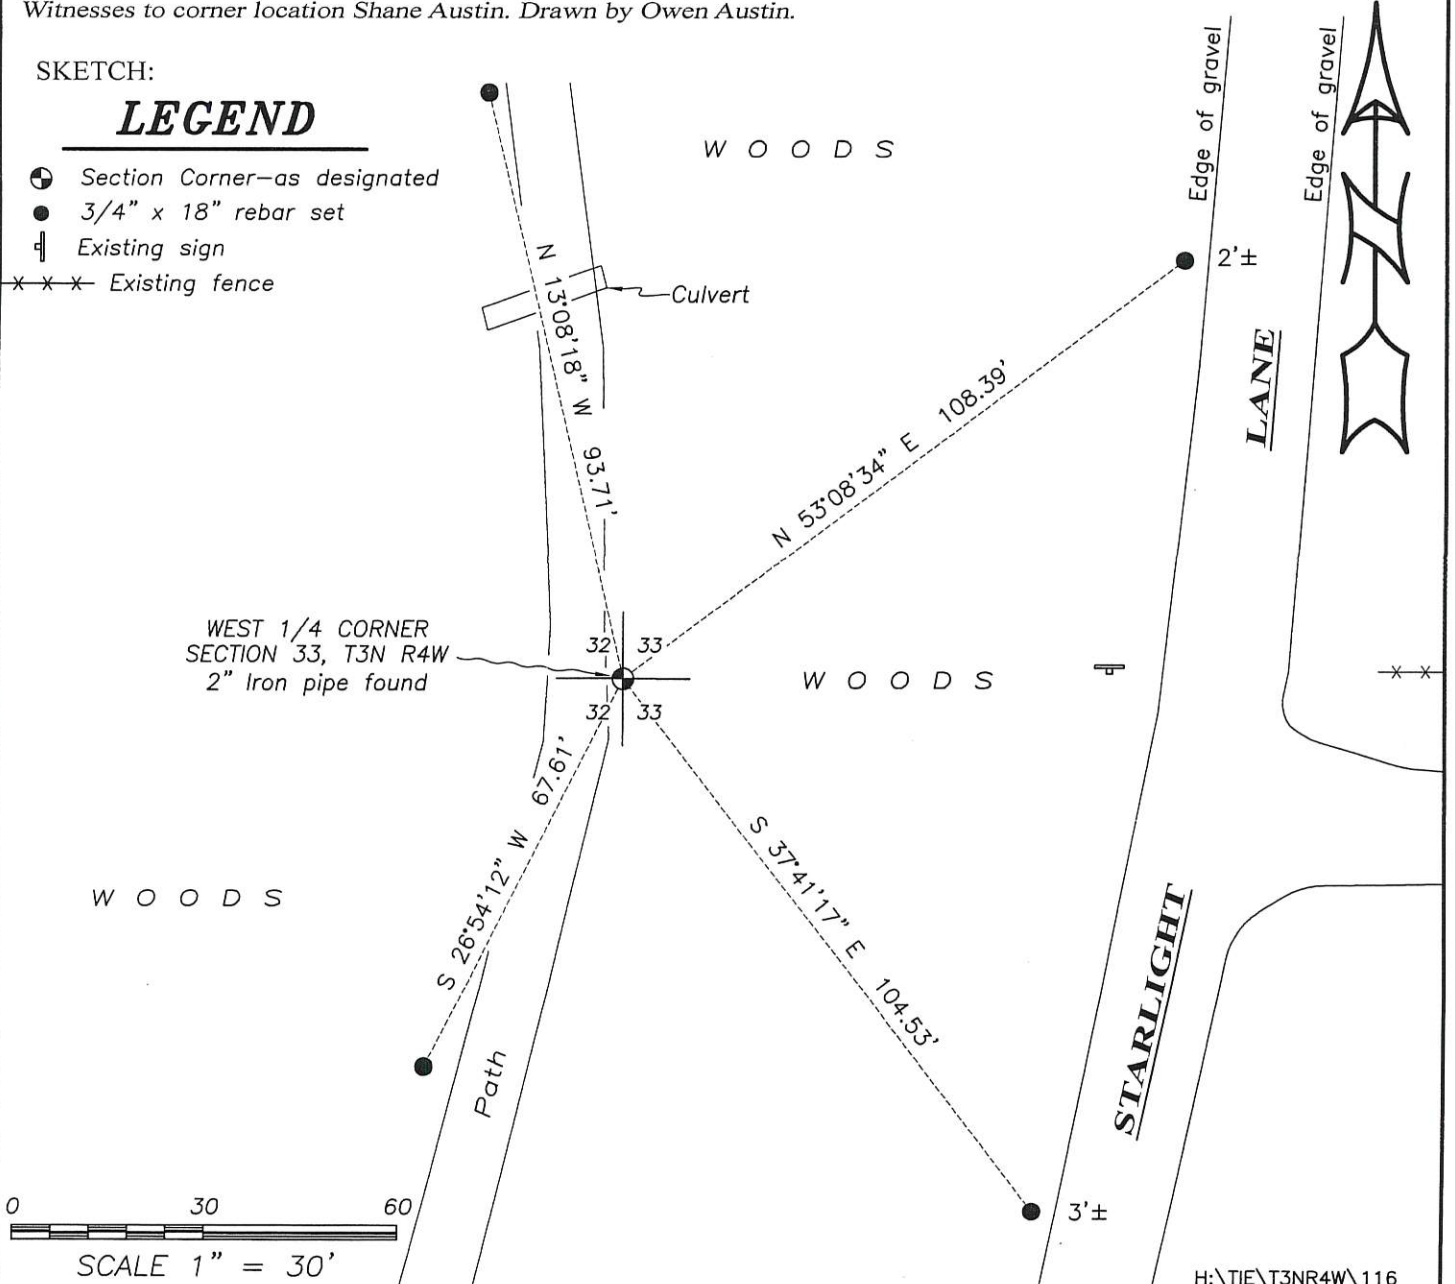 Witnesses to corner location Shane Austin. Drawn by Owen Austin.
SKETCH:
LEGEND
Section Corner-as designated
3/4" x 18" rebar set
Existing sign
x x x Existing fence
WOODS
Edge of gravel
Edge of gravel
N
2'±
Culvert
N 13°08'18" W 93.71'
N 53°08'34" E 108.39'
LANE
WEST 1/4 CORNER
SECTION 33, T3N R4W
2" Iron pipe found
32 33
32 33
WOODS
x x
S 26°54'12" W 67.61'
S 37°41'17" E 104.53'
WOODS
STARLIGHT
Path
3'±
0 30 60
SCALE 1" = 30'
H:\TIE\T3NR4W\116